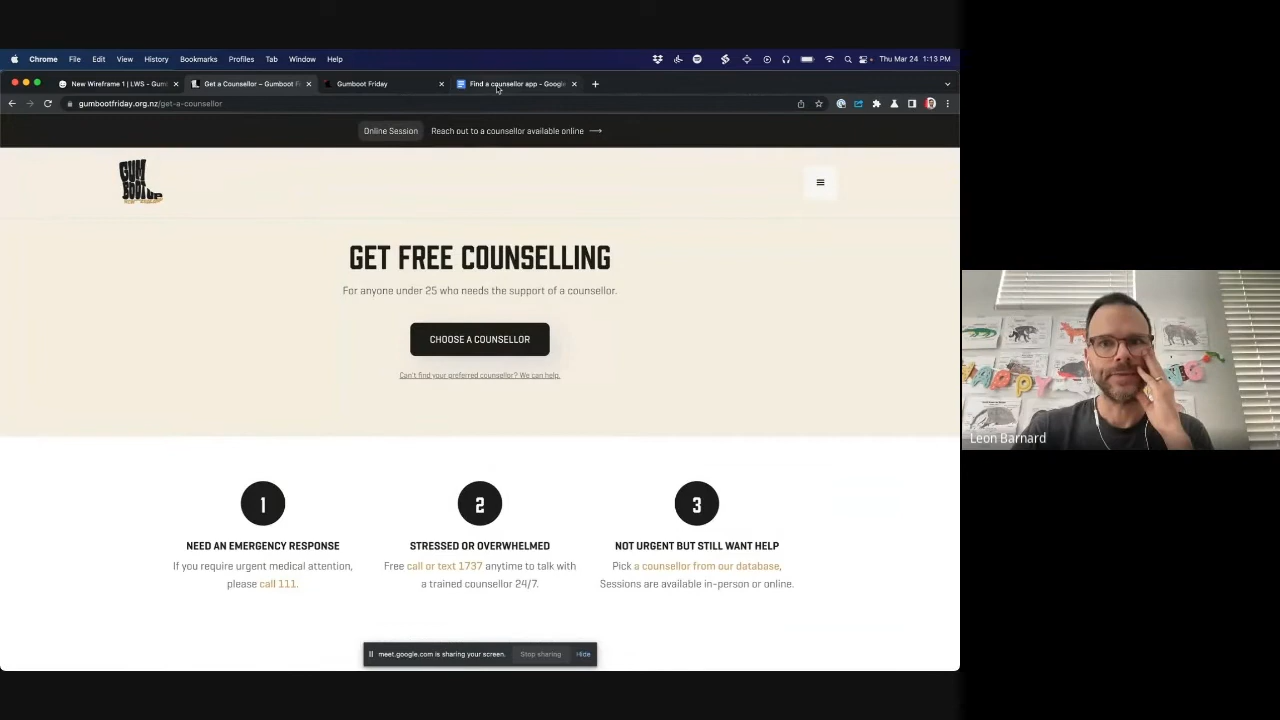 Chrome File Edit View History Bookmarks Profiles Tab Window Help Thu Mar 24 1:13 PM
New Wireframe 1 | LWS - Gumb Get a Counsellor – Gumboot F Gumboot Friday Find a counsellor app - Google
gumbootfriday.org.nz/get-a-counsellor
Online Session Reach out to a counsellor available online
GUM
BOOT UP
GET FREE COUNSELLING
For anyone under 25 who needs the support of a counsellor.
CHOOSE A COUNSELLOR
Can't find your preferred counsellor? We can help.
1
NEED AN EMERGENCY RESPONSE
If you require urgent medical attention,
please call 111.
2
STRESSED OR OVERWHELMED
Free call or text 1737 anytime to talk with
a trained counsellor 24/7.
3
NOT URGENT BUT STILL WANT HELP
Pick a counsellor from our database,
Sessions are available in-person or online.
meet.google.com is sharing your screen. Stop sharing Hide
Leon Barnard